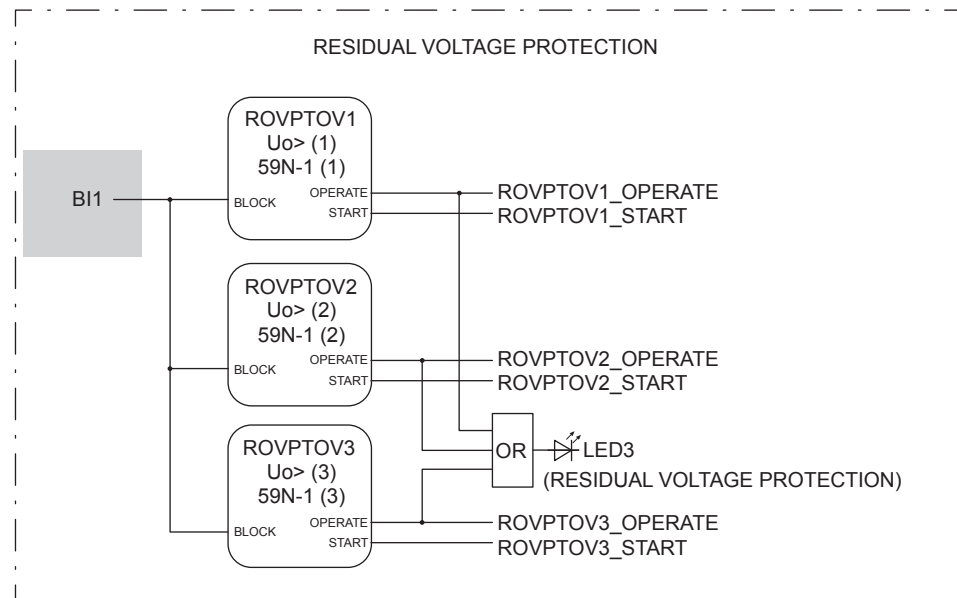 RESIDUAL VOLTAGE PROTECTION
ROVPTOV1
Uo> (1)
59N-1 (1)
BI1
BLOCK
OPERATE
START
ROVPTOV1_OPERATE
ROVPTOV1_START
ROVPTOV2
Uo> (2)
59N-1 (2)
BLOCK
OPERATE
START
ROVPTOV2_OPERATE
ROVPTOV2_START
OR
LED3
(RESIDUAL VOLTAGE PROTECTION)
ROVPTOV3
Uo> (3)
59N-1 (3)
BLOCK
OPERATE
START
ROVPTOV3_OPERATE
ROVPTOV3_START